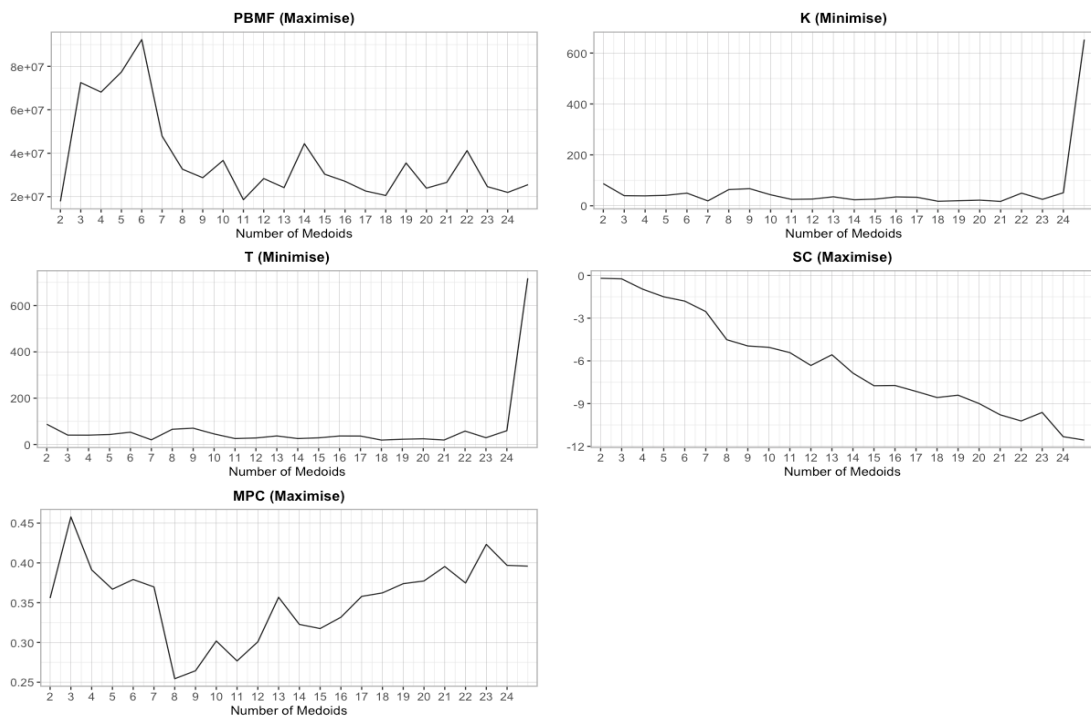 PBMF (Maximise)
8e+07
6e+07
4e+07
2e+07
2 3 4 5 6 7 8 9 10 11 12 13 14 15 16 17 18 19 20 21 22 23 24
Number of Medoids
K (Minimise)
600
400
200
0
2 3 4 5 6 7 8 9 10 11 12 13 14 15 16 17 18 19 20 21 22 23 24
Number of Medoids
T (Minimise)
600
400
200
0
2 3 4 5 6 7 8 9 10 11 12 13 14 15 16 17 18 19 20 21 22 23 24
Number of Medoids
SC (Maximise)
0
-3
-6
-9
-12
2 3 4 5 6 7 8 9 10 11 12 13 14 15 16 17 18 19 20 21 22 23 24
Number of Medoids
MPC (Maximise)
0.45
0.40
0.35
0.30
0.25
2 3 4 5 6 7 8 9 10 11 12 13 14 15 16 17 18 19 20 21 22 23 24
Number of Medoids